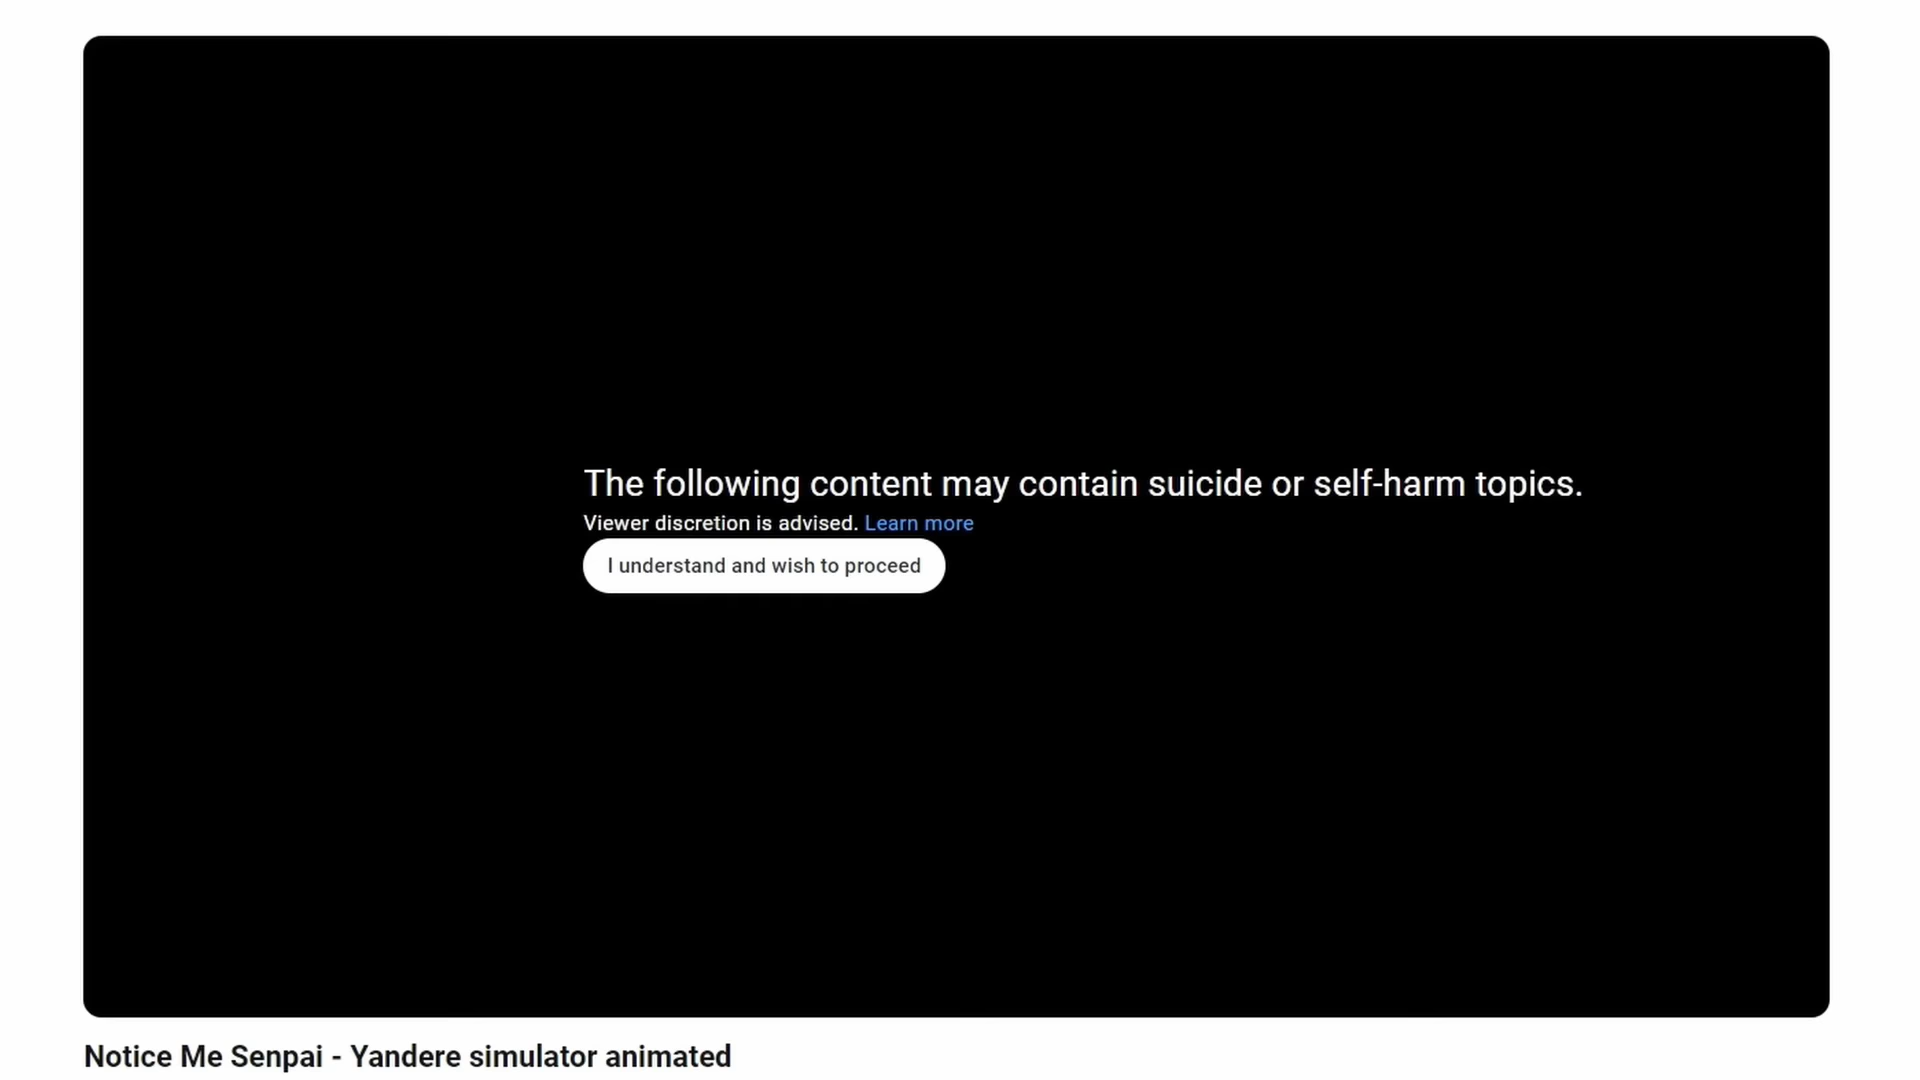 The following content may contain suicide or self-harm topics.
Viewer discretion is advised. Learn more
I understand and wish to proceed
Notice Me Senpai - Yandere simulator animated